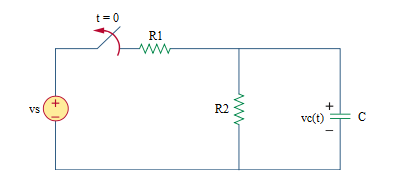 t = 0
R1
R2
vs
+
vc(t)
+
C